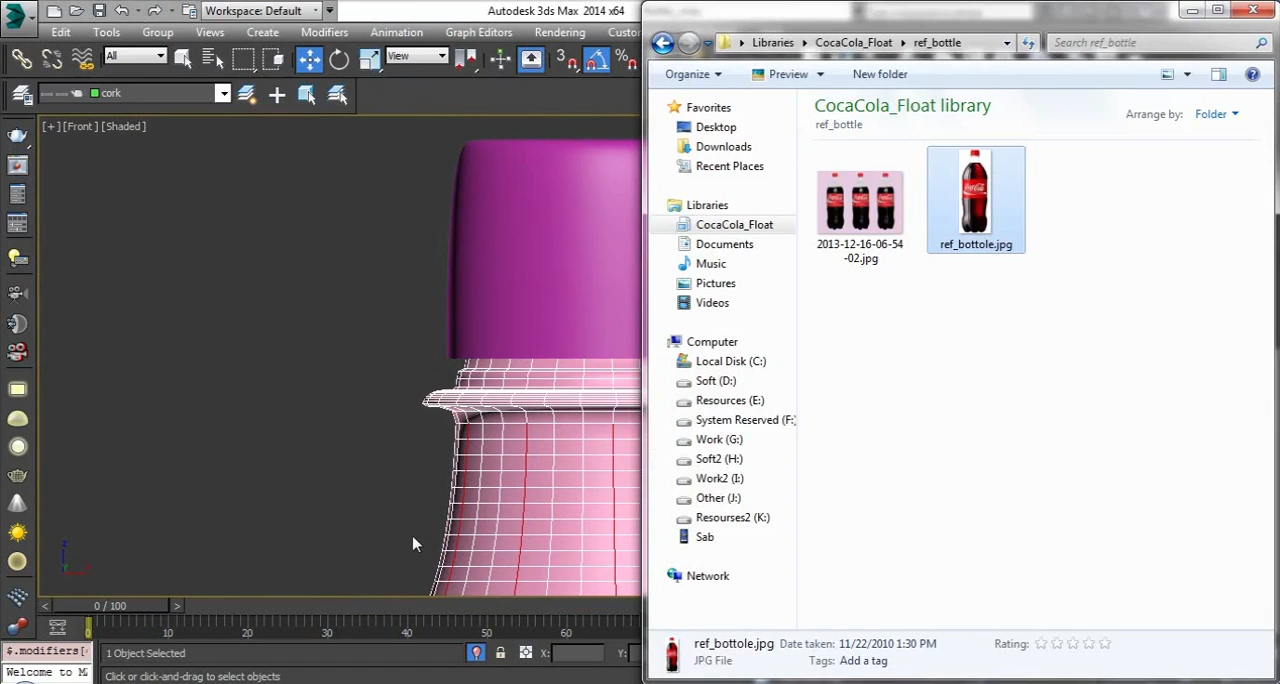 Workspace: Default
Autodesk 3ds Max 2014 x64
Edit Tools Group Views Create Modifiers Animation Graph Editors Rendering Custom
All
View
3
cork
[+] [Front] [Shaded]
z
0 / 100
0 10 20 30 40 50 60
$.modifiers[
Welcome to M
1 Object Selected
X:
Y:
Click or click-and-drag to select objects
Libraries CocaCola_Float ref_bottle
Search ref_bottle
Organize Preview New folder
Favorites
Desktop
Downloads
Recent Places
Libraries
CocaCola_Float
Documents
Music
Pictures
Videos
Computer
Local Disk (C:)
Soft (D:)
Resources (E:)
System Reserved (F:)
Work (G:)
Soft2 (H:)
Work2 (I:)
Other (J:)
Resourses2 (K:)
Sab
Network
CocaCola_Float library
ref_bottle
Arrange by: Folder
2013-12-16-06-54
-02.jpg
ref_bottole.jpg
ref_bottole.jpg Date taken: 11/22/2010 1:30 PM Rating:
JPG File Tags: Add a tag